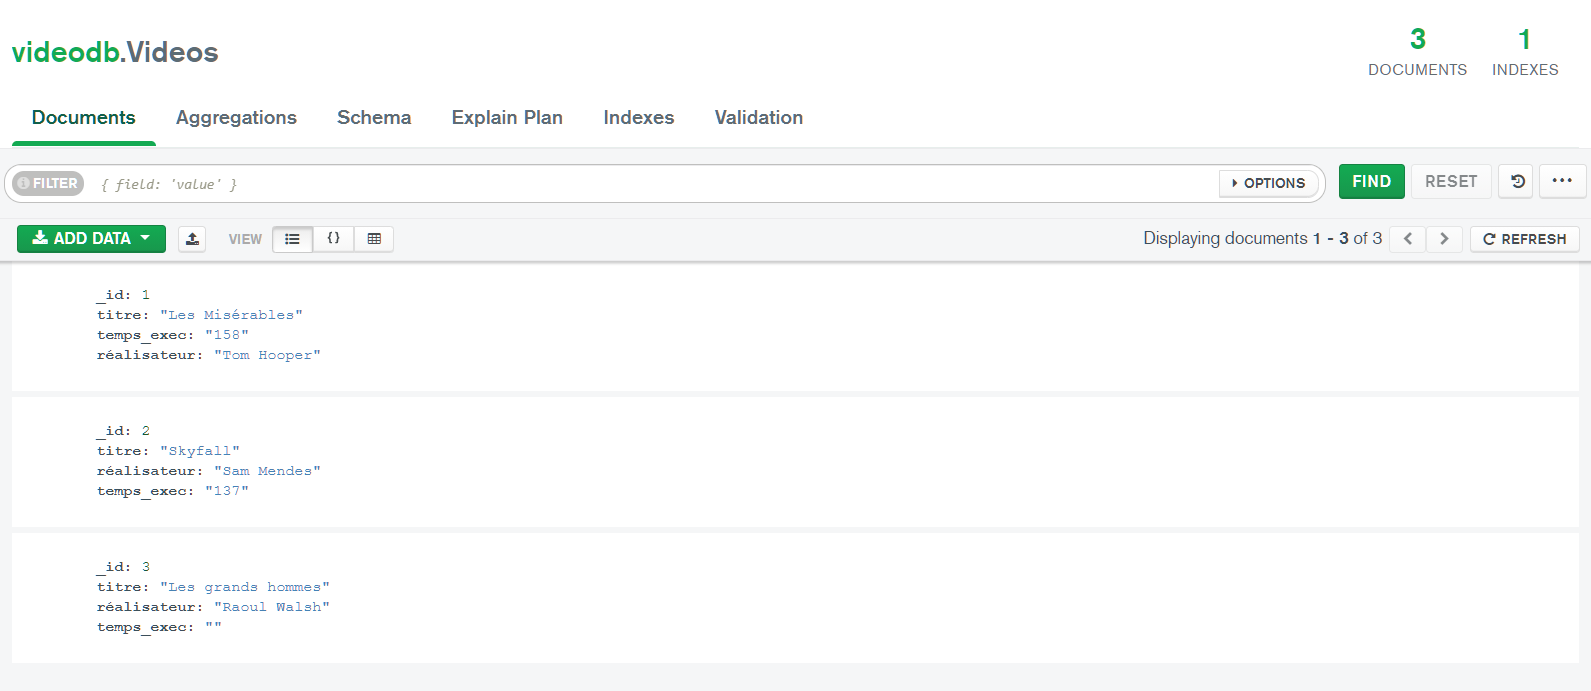 videodb.Videos
3
DOCUMENTS
1
INDEXES
Documents Aggregations Schema Explain Plan Indexes Validation
FILTER { field: 'value' } OPTIONS FIND RESET ...
ADD DATA VIEW {} Displaying documents 1 - 3 of 3 < > REFRESH
_id: 1
titre: "Les Misérables"
temps_exec: "158"
réalisateur: "Tom Hooper"
_id: 2
titre: "Skyfall"
réalisateur: "Sam Mendes"
temps_exec: "137"
_id: 3
titre: "Les grands hommes"
réalisateur: "Raoul Walsh"
temps_exec: ""